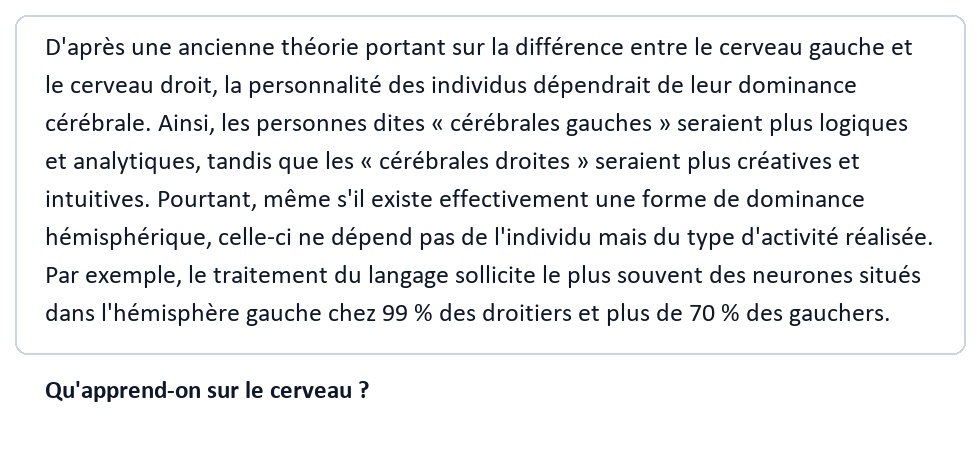 D'après une ancienne théorie portant sur la différence entre le cerveau gauche et
le cerveau droit, la personnalité des individus dépendrait de leur dominance
cérébrale. Ainsi, les personnes dites « cérébrales gauches » seraient plus logiques
et analytiques, tandis que les « cérébrales droites » seraient plus créatives et
intuitives. Pourtant, même s'il existe effectivement une forme de dominance
hémisphérique, celle-ci ne dépend pas de l'individu mais du type d'activité réalisée.
Par exemple, le traitement du langage sollicite le plus souvent des neurones situés
dans l'hémisphère gauche chez 99 % des droitiers et plus de 70 % des gauchers.
Qu'apprend-on sur le cerveau ?